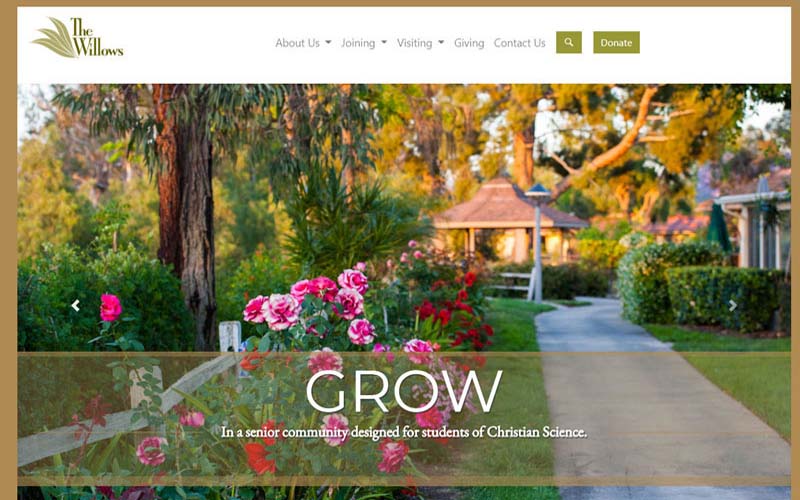 The
Willows
About Us Joining Visiting Giving Contact Us Donate
GROW
In a senior community designed for students of Christian Science.